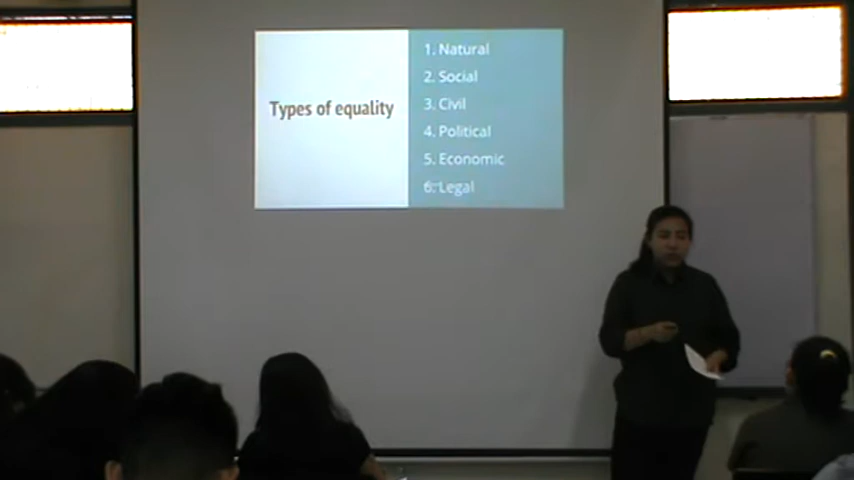 Types of equality
1. Natural
2. Social
3. Civil
4. Political
5. Economic
6. Legal